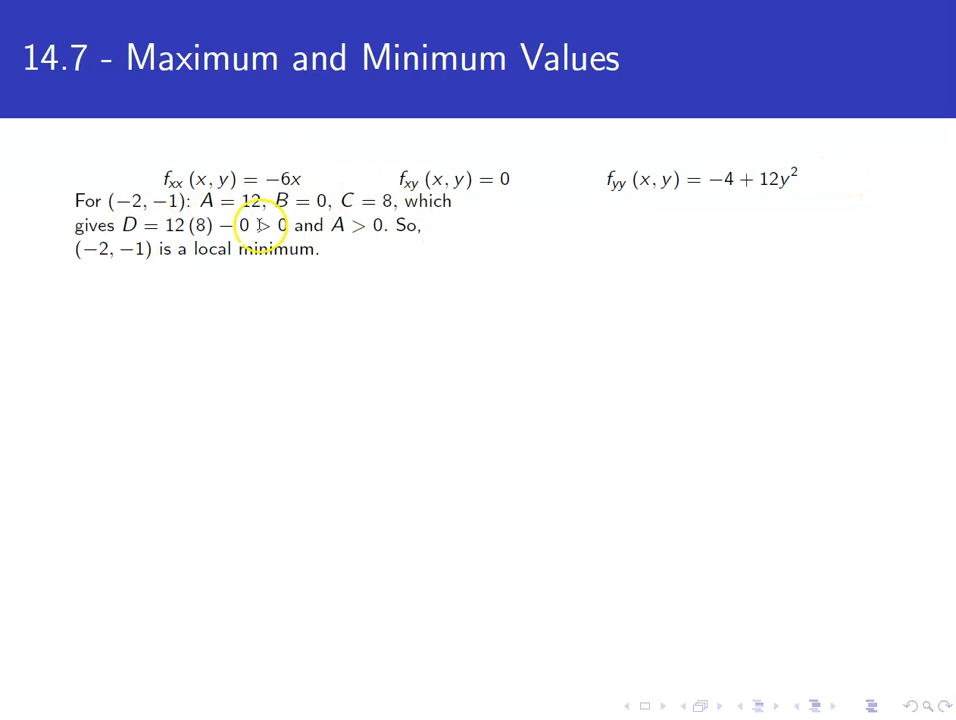 14.7 - Maximum and Minimum Values
fxx (x, y) = −6x fxy (x, y) = 0 fyy (x, y) = −4 + 12y²
For (−2, −1): A = 12, B = 0, C = 8, which
gives D = 12 (8) − 0 > 0 and A > 0. So,
(−2, −1) is a local minimum.